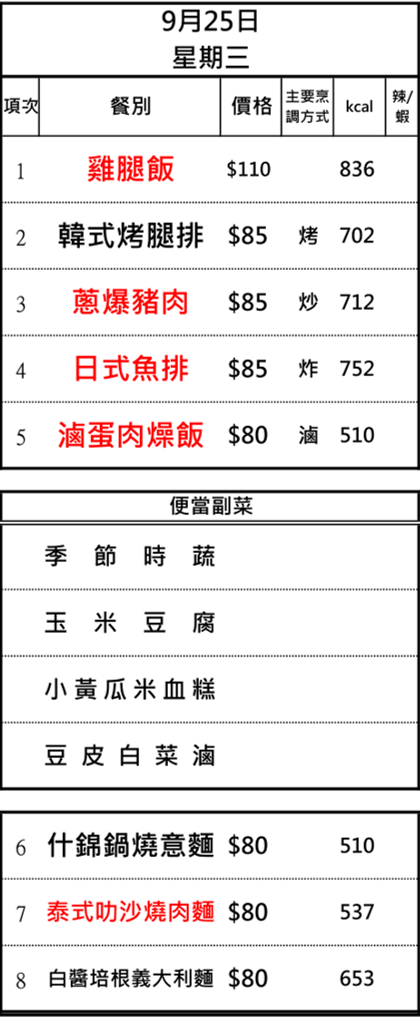 9月25日
星期三
項次 餐別 價格 主要烹調方式 kcal 辣/蝦
1 雞腿飯 $110 836
2 韓式烤腿排 $85 烤 702
3 蔥爆豬肉 $85 炒 712
4 日式魚排 $85 炸 752
5 滷蛋肉燥飯 $80 滷 510
便當副菜
季節時蔬
玉米豆腐
小黃瓜米血糕
豆皮白菜滷
6 什錦鍋燒意麵 $80 510
7 泰式叻沙燒肉麵 $80 537
8 白醬培根義大利麵 $80 653